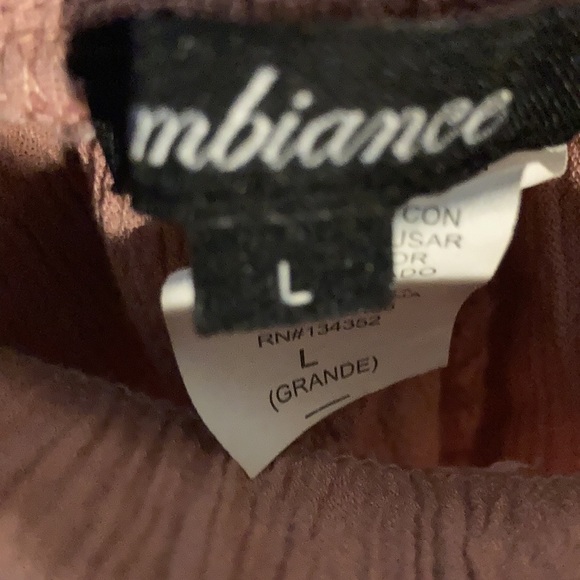 mbiance
L
CON
USAR
OR
RN#134352
L
(GRANDE)